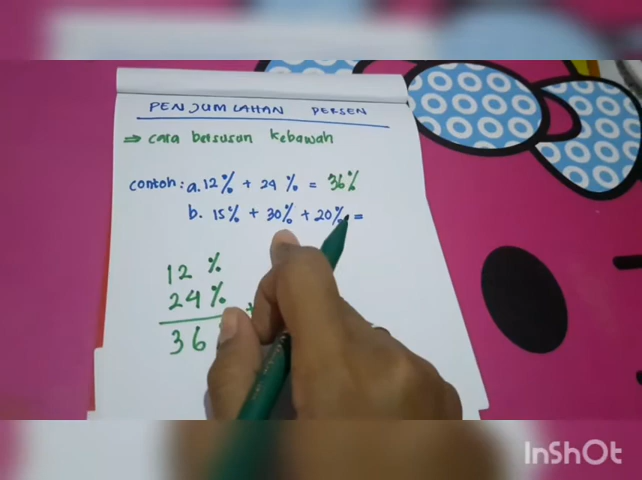 PENJUMLAHAN PERSEN
⇒ cara bersusun kebawah
contoh : a. 12% + 24 % = 36%
b. 15% + 30% + 20% =
12 %
24 %
36
InShOt